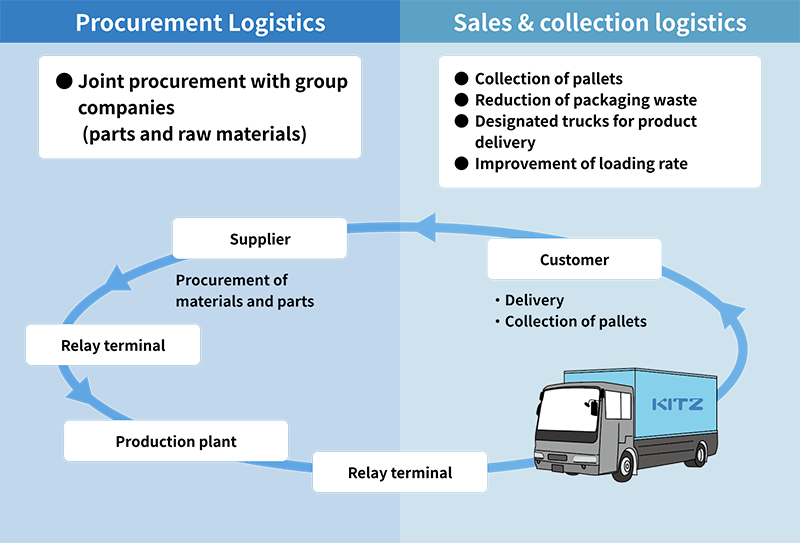 Procurement Logistics
Sales & collection logistics
● Joint procurement with group
companies
(parts and raw materials)
● Collection of pallets
● Reduction of packaging waste
● Designated trucks for product
delivery
● Improvement of loading rate
Supplier
Procurement of
materials and parts
Customer
・Delivery
・Collection of pallets
Relay terminal
Production plant
Relay terminal
KITZ